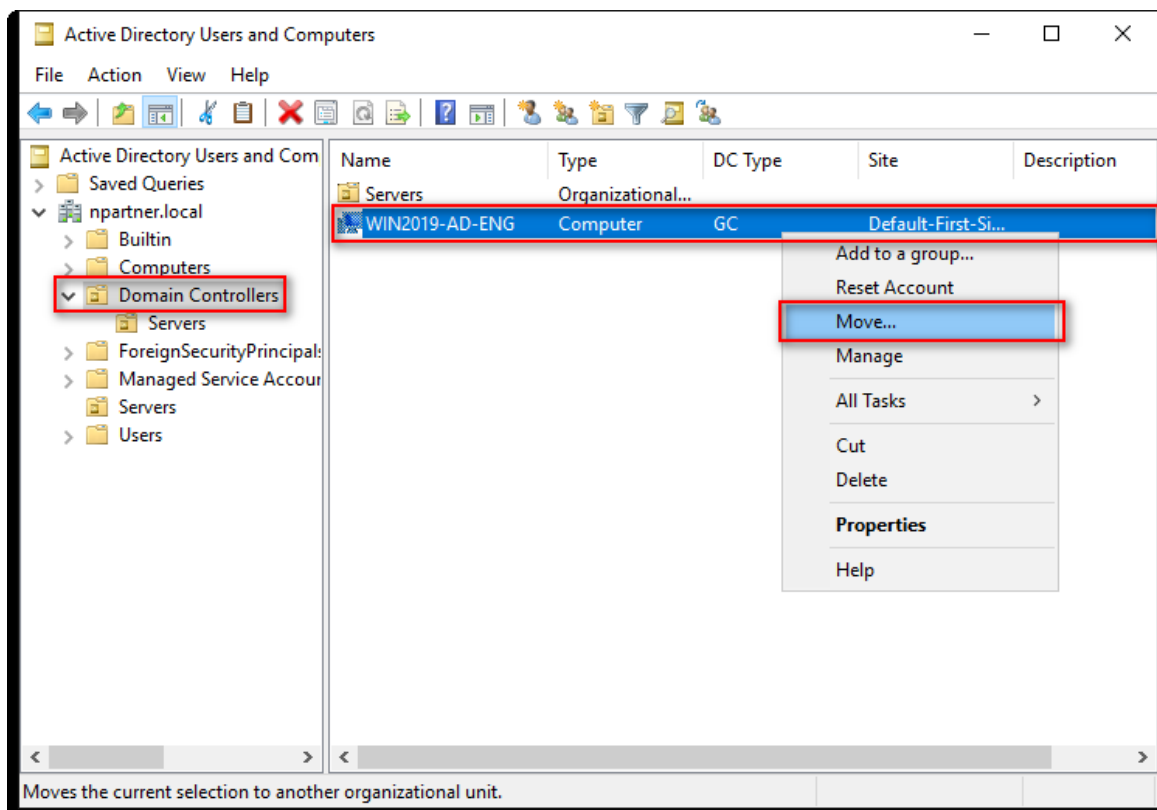 Active Directory Users and Computers
File Action View Help
Active Directory Users and Com
Saved Queries
npartner.local
Builtin
Computers
Domain Controllers
Servers
ForeignSecurityPrincipals
Managed Service Accour
Servers
Users
Name Type DC Type Site Description
Servers Organizational...
WIN2019-AD-ENG Computer GC Default-First-Si...
Add to a group...
Reset Account
Move...
Manage
All Tasks
Cut
Delete
Properties
Help
Moves the current selection to another organizational unit.